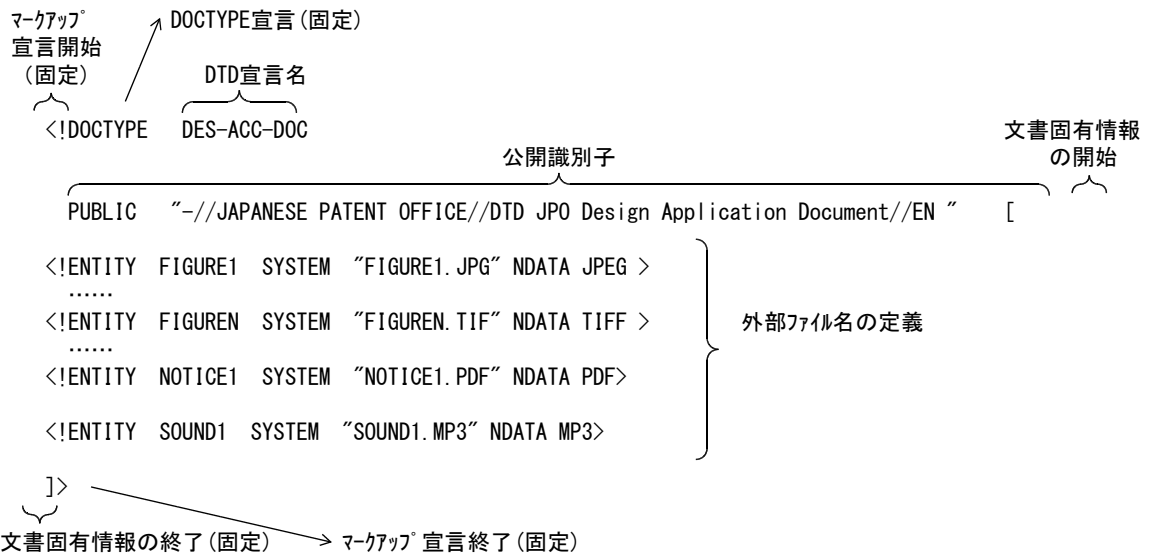 ﾏｰｸｱｯﾌﾟ
宣言開始
(固定)
DOCTYPE宣言(固定)
DTD宣言名
<!DOCTYPE DES-ACC-DOC
文書固有情報
の開始
公開識別子
PUBLIC "-//JAPANESE PATENT OFFICE//DTD JPO Design Application Document//EN " [
<!ENTITY FIGURE1 SYSTEM "FIGURE1.JPG" NDATA JPEG >
……
<!ENTITY FIGUREN SYSTEM "FIGUREN.TIF" NDATA TIFF >
外部ﾌｧｲﾙ名の定義
……
<!ENTITY NOTICE1 SYSTEM "NOTICE1.PDF" NDATA PDF>
<!ENTITY SOUND1 SYSTEM "SOUND1.MP3" NDATA MP3>
]>
文書固有情報の終了(固定)
ﾏｰｸｱｯﾌﾟ宣言終了(固定)